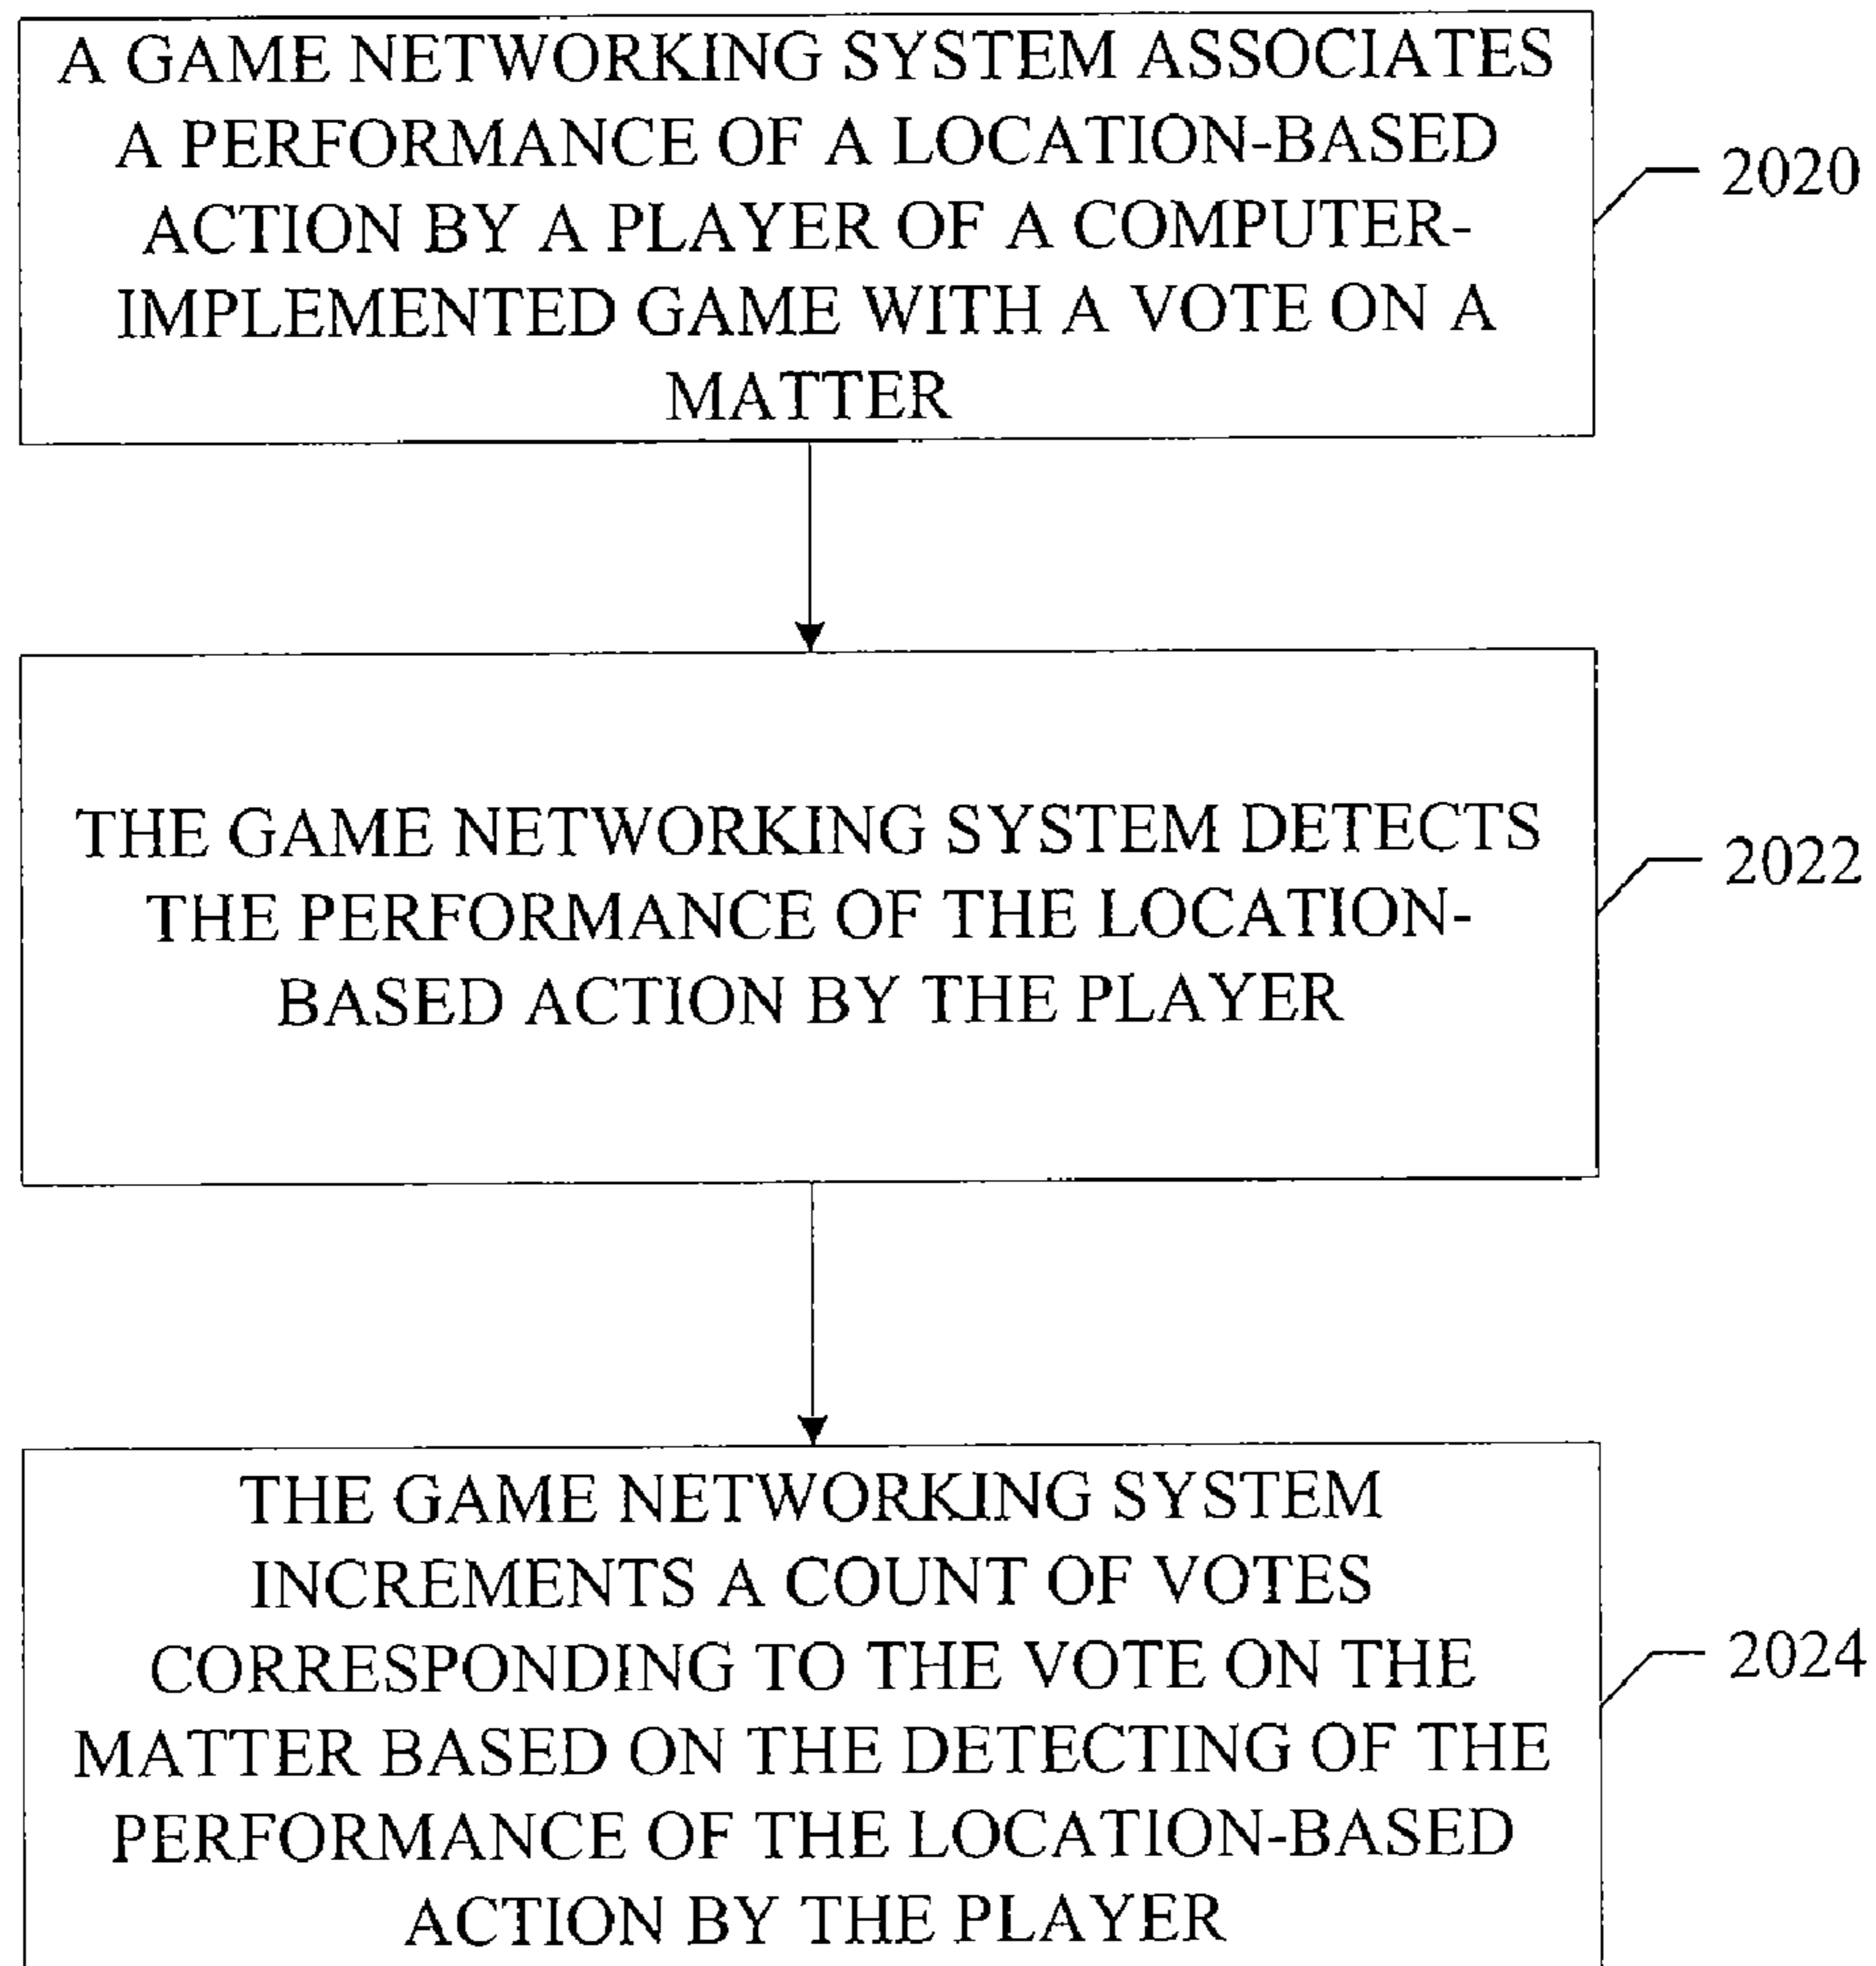 A GAME NETWORKING SYSTEM ASSOCIATES
A PERFORMANCE OF A LOCATION-BASED
ACTION BY A PLAYER OF A COMPUTER-
IMPLEMENTED GAME WITH A VOTE ON A
MATTER
2020
THE GAME NETWORKING SYSTEM DETECTS
THE PERFORMANCE OF THE LOCATION-
BASED ACTION BY THE PLAYER
2022
THE GAME NETWORKING SYSTEM
INCREMENTS A COUNT OF VOTES
CORRESPONDING TO THE VOTE ON THE
MATTER BASED ON THE DETECTING OF THE
PERFORMANCE OF THE LOCATION-BASED
ACTION BY THE PLAYER
2024